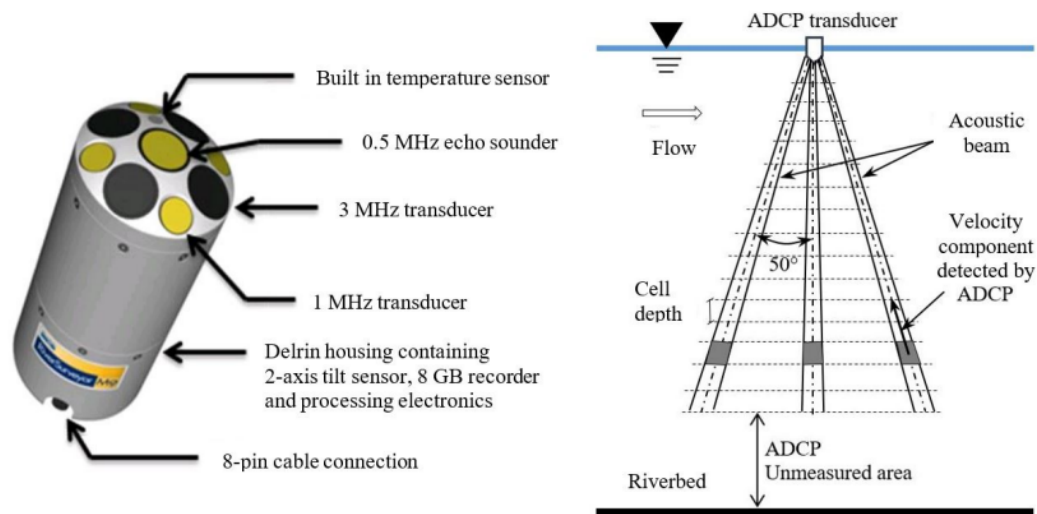 Built in temperature sensor
0.5 MHz echo sounder
3 MHz transducer
1 MHz transducer
Delrin housing containing
2-axis tilt sensor, 8 GB recorder
and processing electronics
8-pin cable connection
RiverSurveyor M9
ADCP transducer
Flow
Acoustic
beam
50°
Velocity
component
detected by
ADCP
Cell
depth
ADCP
Unmeasured area
Riverbed